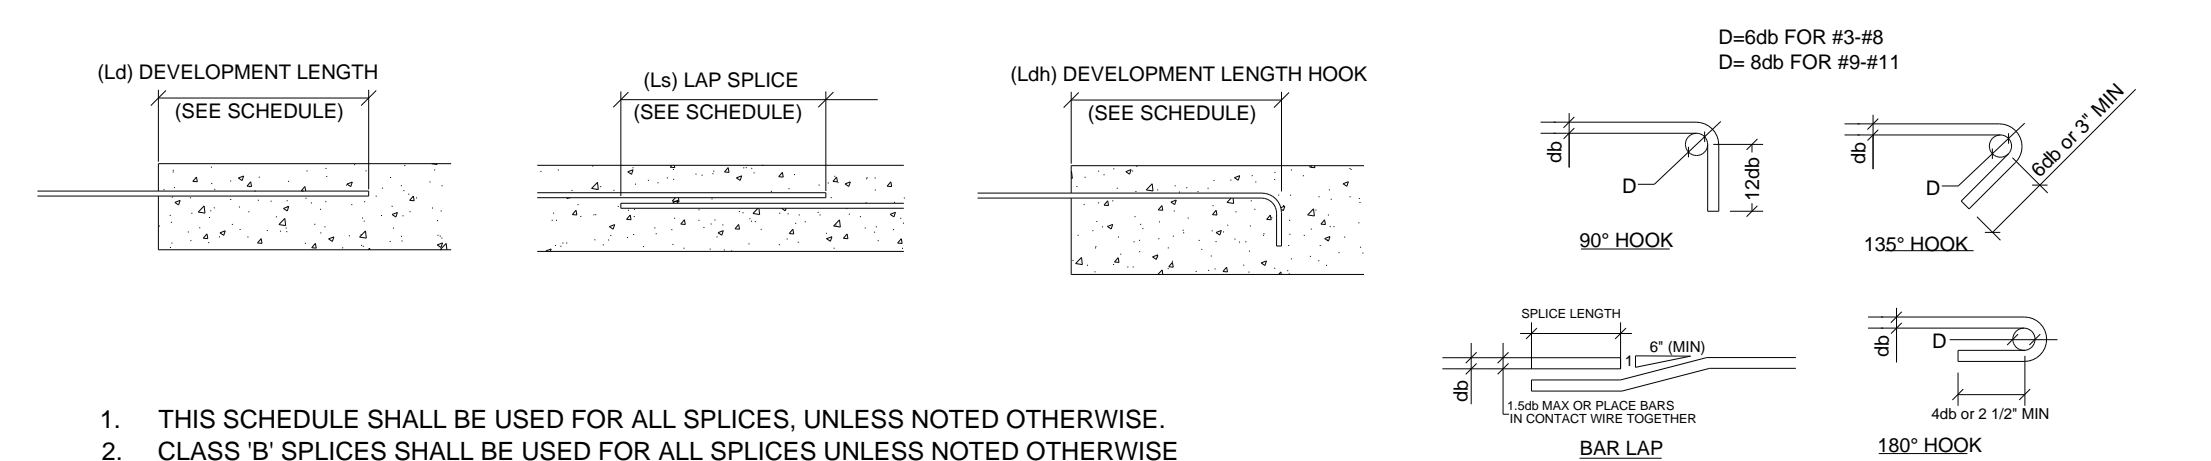 (Ld) DEVELOPMENT LENGTH
(SEE SCHEDULE)
(Ls) LAP SPLICE
(SEE SCHEDULE)
(Ldh) DEVELOPMENT LENGTH HOOK
(SEE SCHEDULE)
D=6db FOR #3-#8
D= 8db FOR #9-#11
db
D
12db
90° HOOK
db
D
6db or 3" MIN
135° HOOK
SPLICE LENGTH
6" (MIN)
1
db
1.5db MAX OR PLACE BARS
IN CONTACT WIRE TOGETHER
BAR LAP
db
D
4db or 2 1/2" MIN
180° HOOK
1. THIS SCHEDULE SHALL BE USED FOR ALL SPLICES, UNLESS NOTED OTHERWISE.
2. CLASS 'B' SPLICES SHALL BE USED FOR ALL SPLICES UNLESS NOTED OTHERWISE